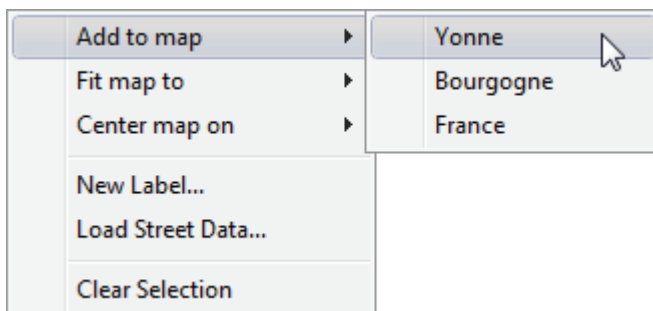 Add to map
Fit map to
Center map on
New Label...
Load Street Data...
Clear Selection
Yonne
Bourgogne
France